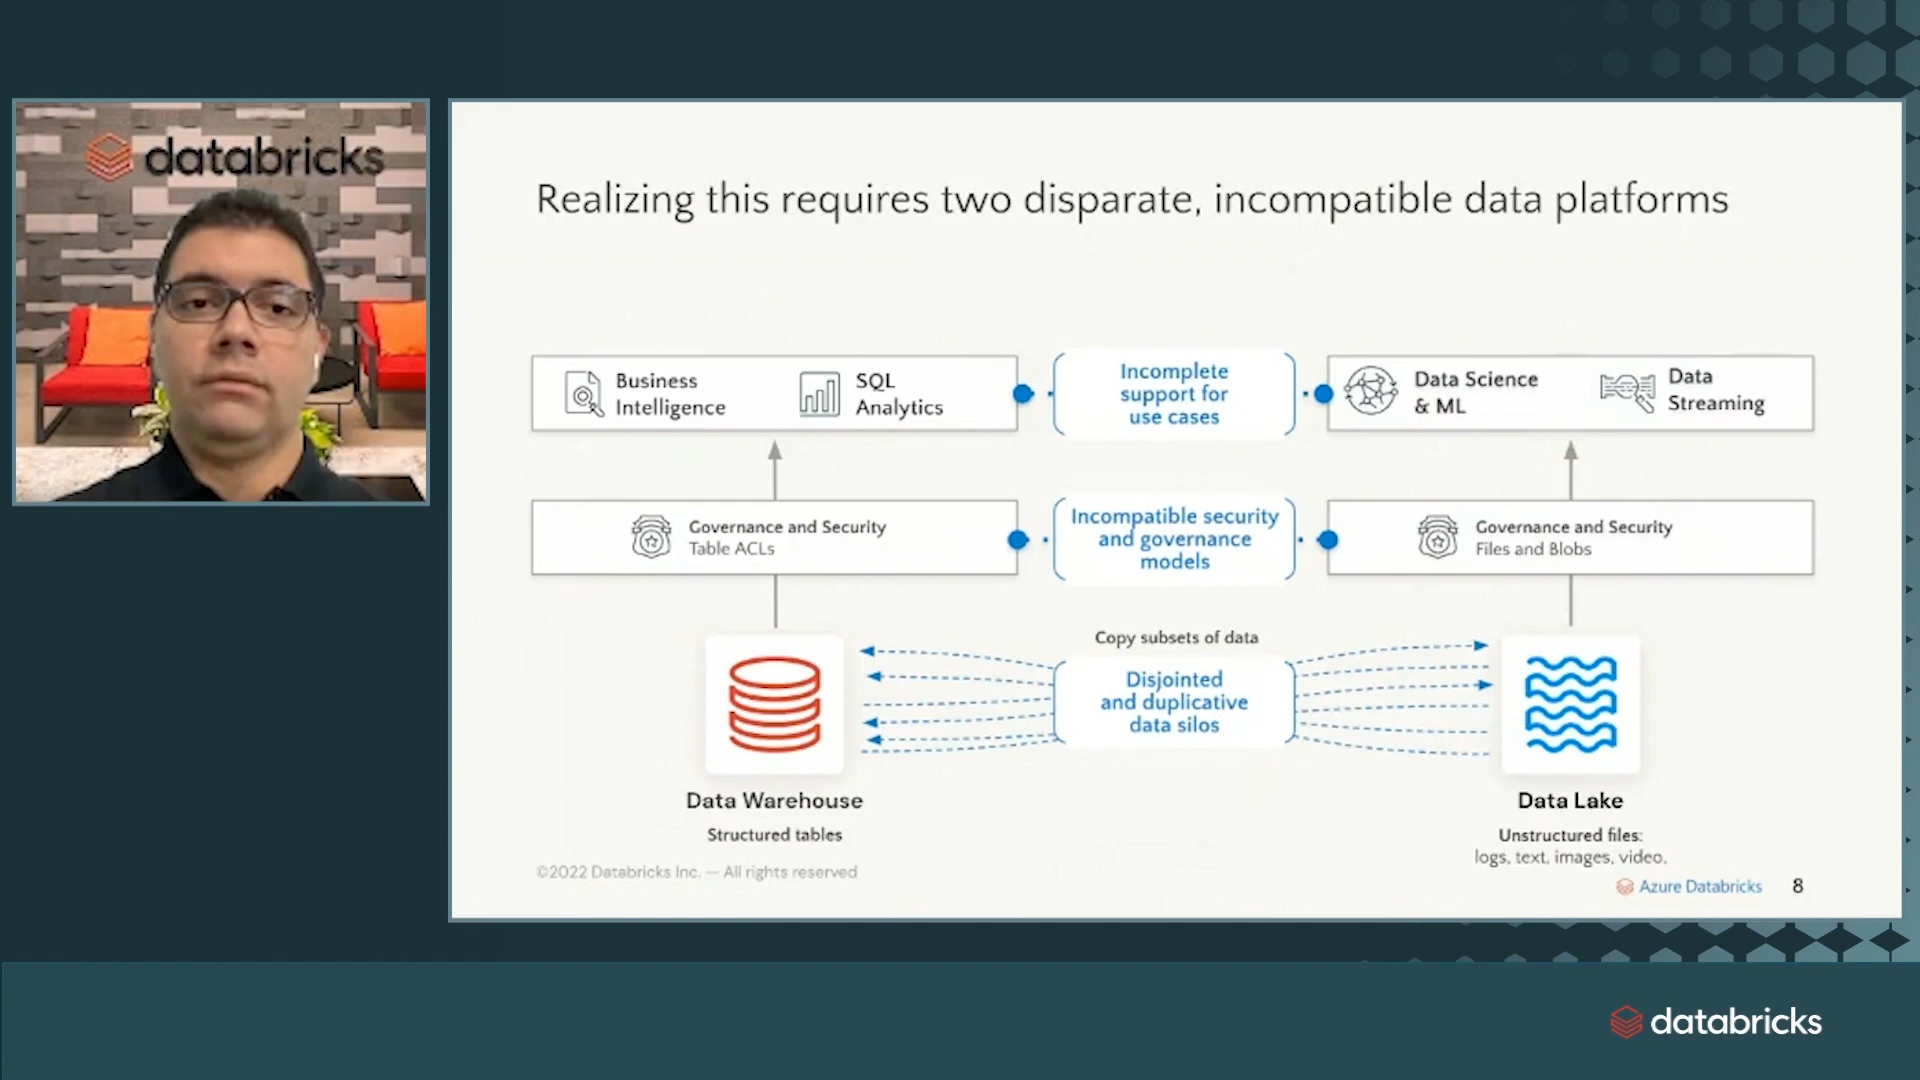 databricks
Realizing this requires two disparate, incompatible data platforms
Business
Intelligence
SQL
Analytics
Incomplete
support for
use cases
Data Science
& ML
Data
Streaming
Governance and Security
Table ACLs
Incompatible security
and governance
models
Governance and Security
Files and Blobs
Copy subsets of data
Disjointed
and duplicative
data silos
Data Warehouse
Structured tables
Data Lake
Unstructured files:
logs, text, images, video,
©2022 Databricks Inc. — All rights reserved
Azure Databricks 8
databricks